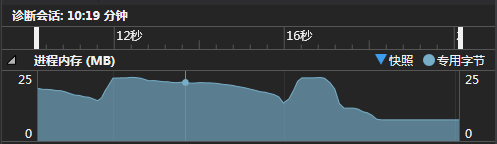 诊断会话: 10:19 分钟
12秒 16秒
进程内存 (MB) 快照 专用字节
25 25
0 0